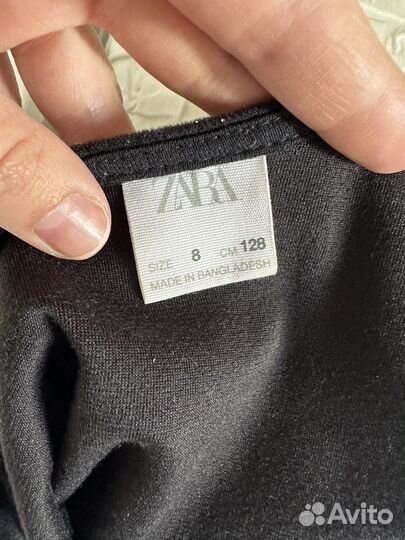 ZARA
SIZE 8 CM 128
MADE IN BANGLADESH
Avito